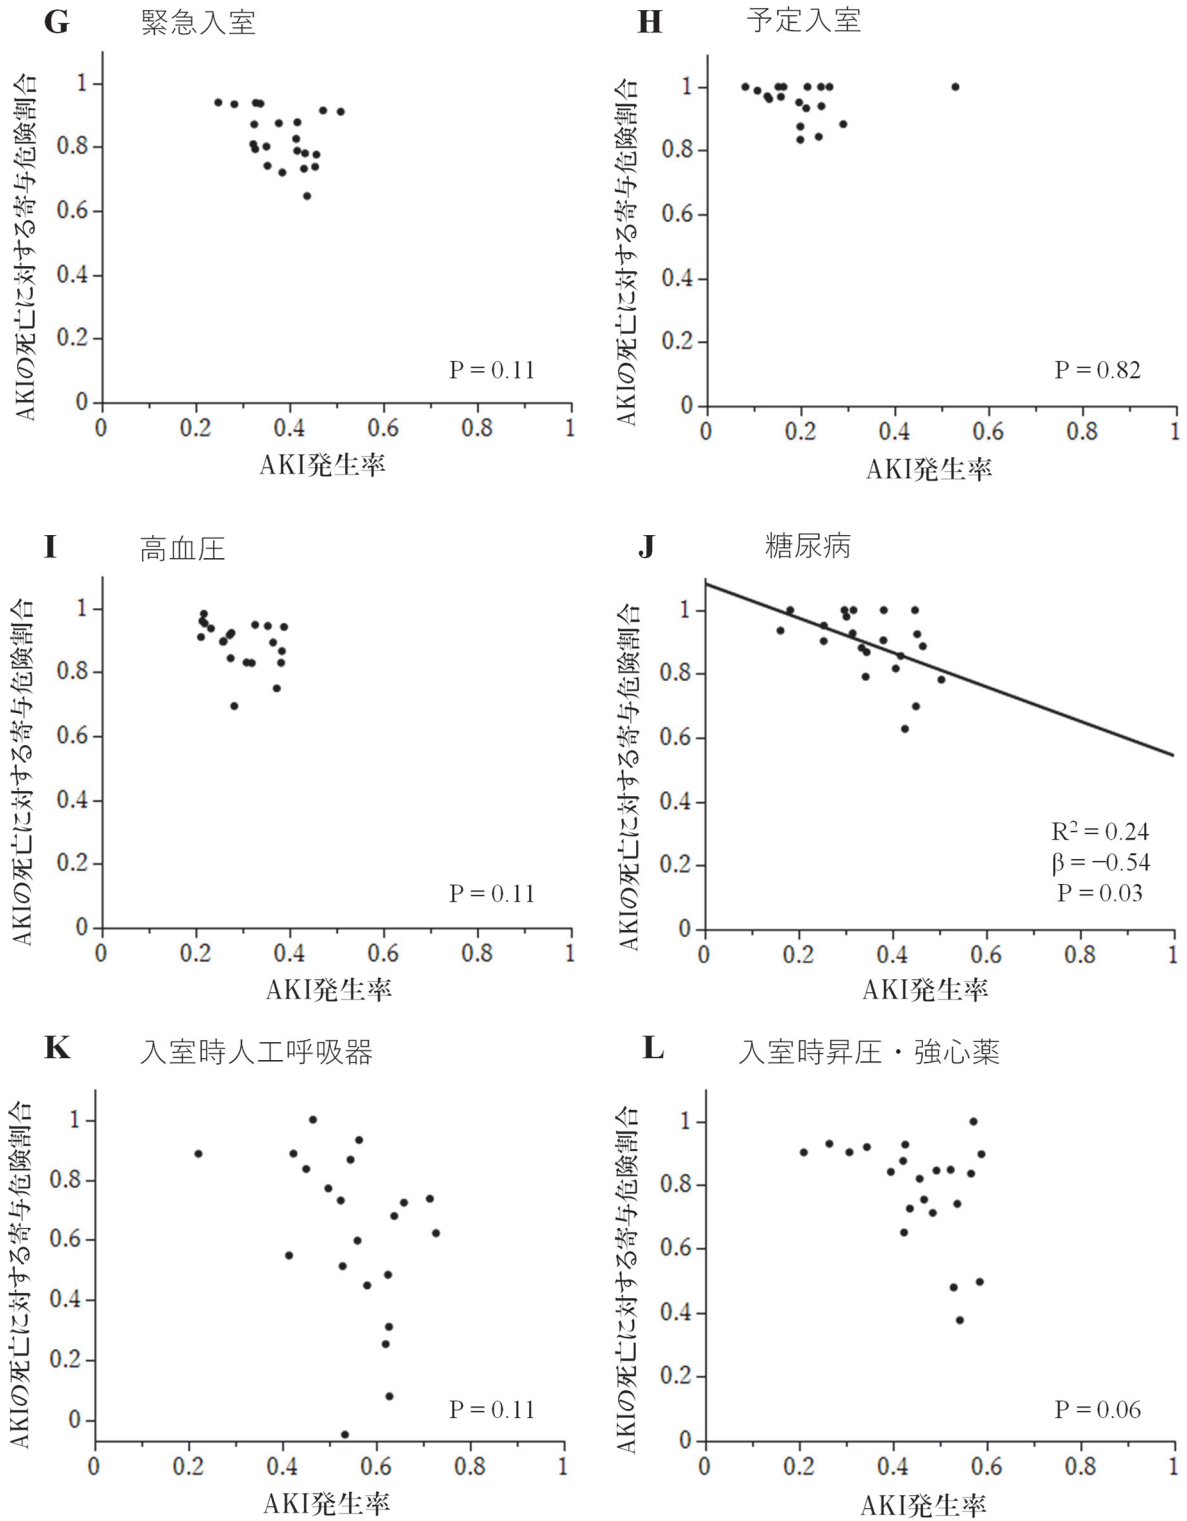 G 緊急入室
AKIの死亡に対する寄与危険割合
1
0.8
0.6
0.4
0.2
0
P = 0.11
0 0.2 0.4 0.6 0.8 1
AKI発生率
H 予定入室
AKIの死亡に対する寄与危険割合
1
0.8
0.6
0.4
0.2
0
P = 0.82
0 0.2 0.4 0.6 0.8 1
AKI発生率
I 高血圧
AKIの死亡に対する寄与危険割合
1
0.8
0.6
0.4
0.2
0
P = 0.11
0 0.2 0.4 0.6 0.8 1
AKI発生率
J 糖尿病
AKIの死亡に対する寄与危険割合
1
0.8
0.6
0.4
0.2
0
R² = 0.24
β = −0.54
P = 0.03
0 0.2 0.4 0.6 0.8 1
AKI発生率
K 入室時人工呼吸器
AKIの死亡に対する寄与危険割合
1
0.8
0.6
0.4
0.2
0
P = 0.11
0 0.2 0.4 0.6 0.8 1
AKI発生率
L 入室時昇圧・強心薬
AKIの死亡に対する寄与危険割合
1
0.8
0.6
0.4
0.2
0
P = 0.06
0 0.2 0.4 0.6 0.8 1
AKI発生率